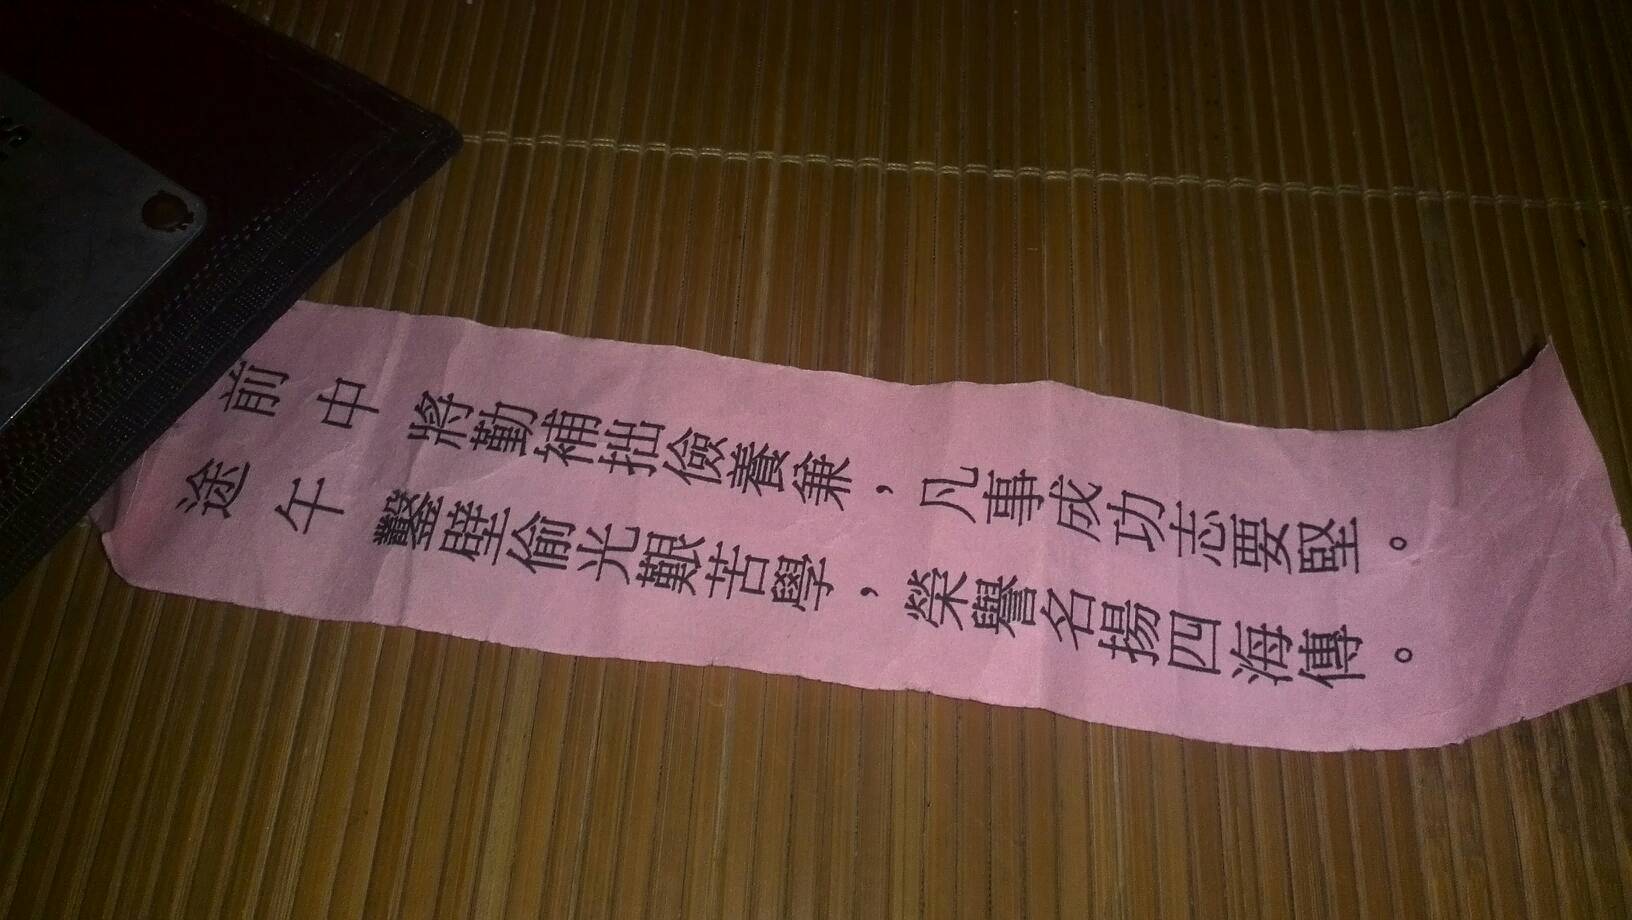 前途
中午
將勤補拙儉養兼，凡事成功志要堅。
鑿壁偷光艱苦學，榮譽名揚四海傳。